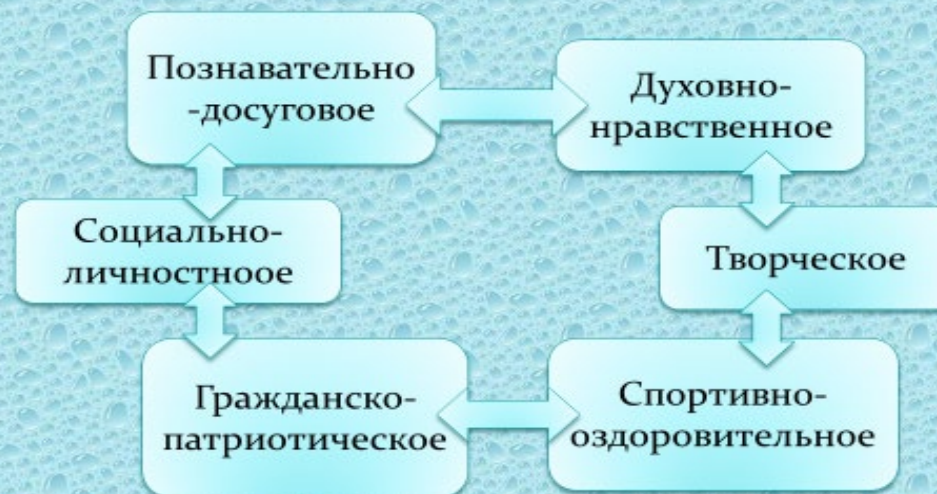 Познавательно
-досуговое
Духовно-
нравственное
Социально-
личностноое
Творческое
Гражданско-
патриотическое
Спортивно-
оздоровительное